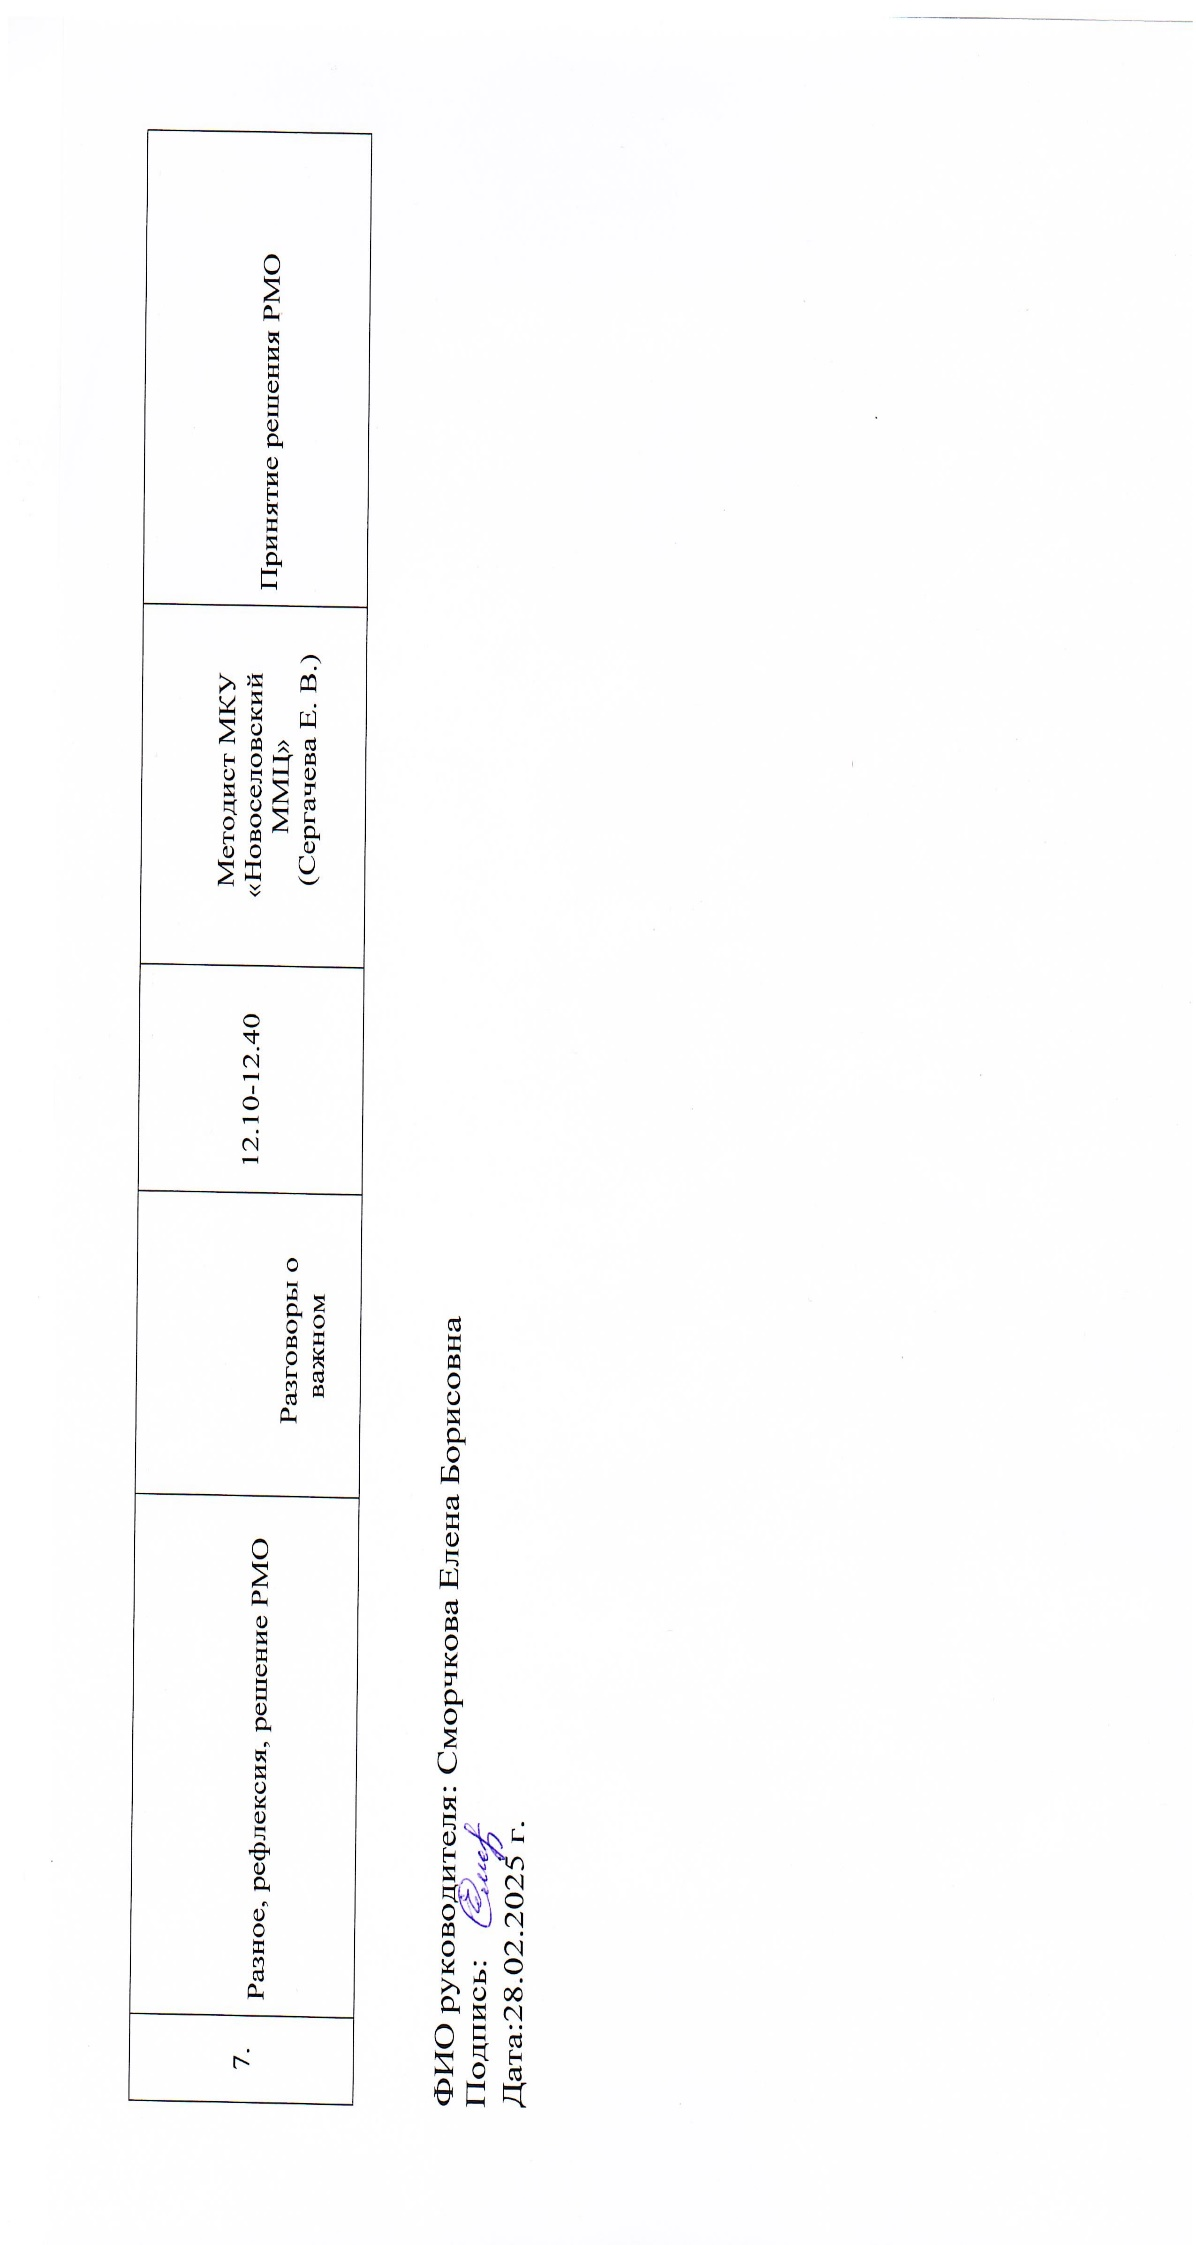 7.
Разное, рефлексия, решение РМО
Разговоры о
важном
12.10-12.40
Методист МКУ
«Новоселовский
ММЦ»
(Сергачева Е. В.)
Принятие решения РМО
ФИО руководителя: Сморчкова Елена Борисовна
Подпись:
Дата:28.02.2025 г.